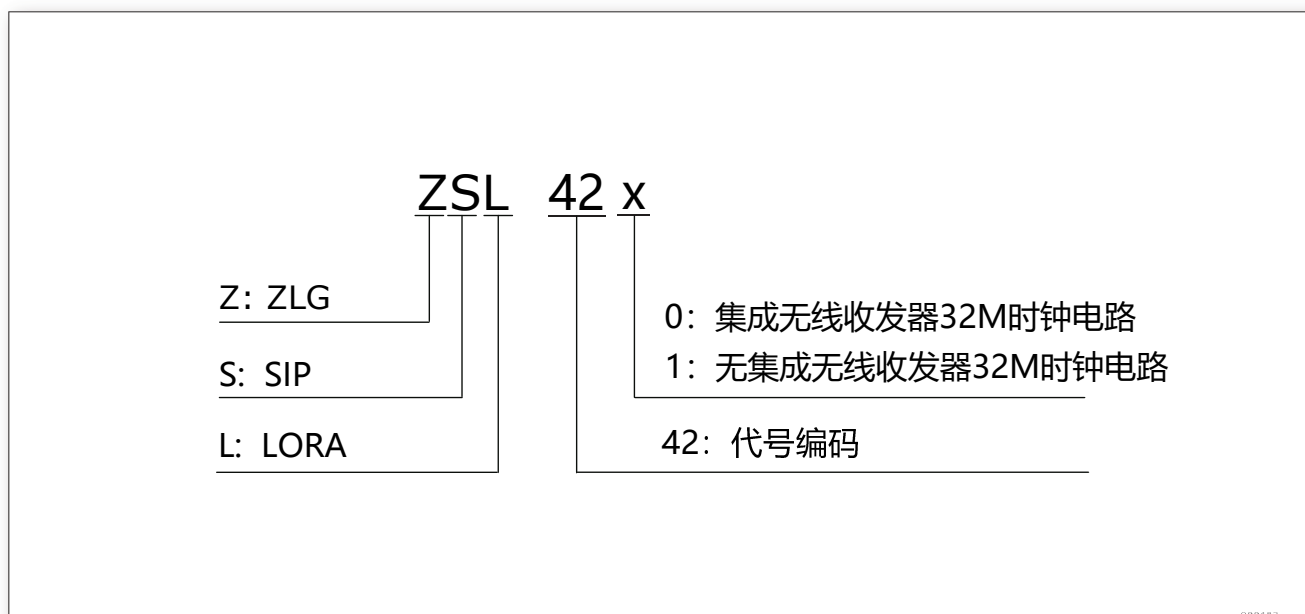 ZSL 42 x
Z: ZLG
S: SIP
L: LORA
0：集成无线收发器32M时钟电路
1：无集成无线收发器32M时钟电路
42：代号编码